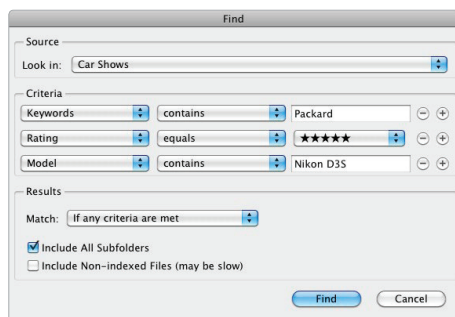 Find
Source
Look in: Car Shows
Criteria
Keywords contains Packard
Rating equals ★★★★★
Model contains Nikon D3S
Results
Match: If any criteria are met
Include All Subfolders
Include Non-indexed Files (may be slow)
Find Cancel